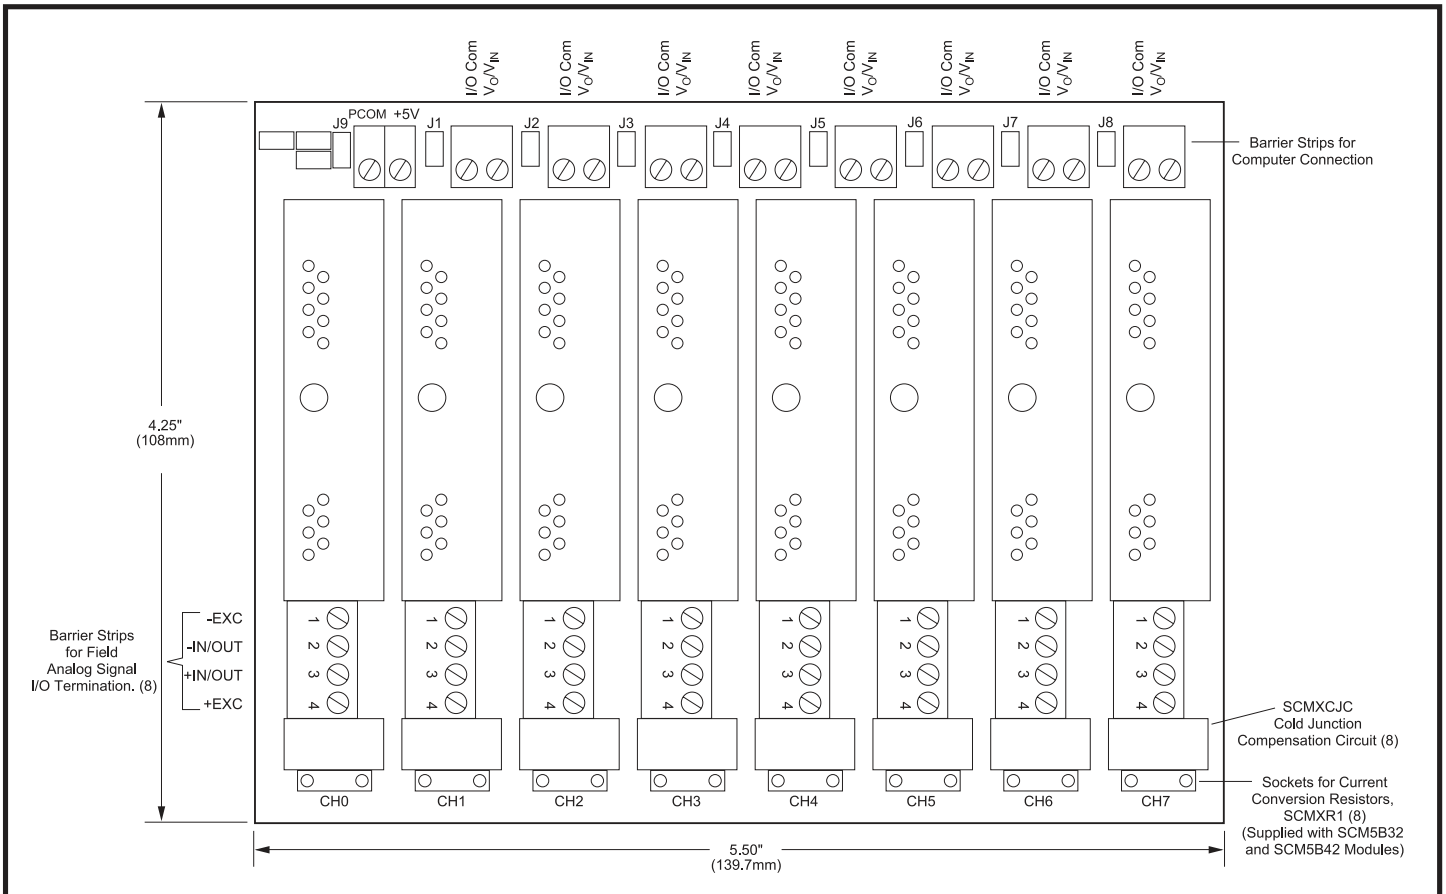 I/O Com
VO/VIN
I/O Com
VO/VIN
I/O Com
VO/VIN
I/O Com
VO/VIN
I/O Com
VO/VIN
I/O Com
VO/VIN
I/O Com
VO/VIN
I/O Com
VO/VIN
J9 PCOM +5V J1 J2 J3 J4 J5 J6 J7 J8
Barrier Strips for
Computer Connection
4.25"
(108mm)
Barrier Strips
for Field
Analog Signal
I/O Termination. (8)
-EXC
-IN/OUT
+IN/OUT
+EXC
1 1 1 1 1 1 1 1
2 2 2 2 2 2 2 2
3 3 3 3 3 3 3 3
4 4 4 4 4 4 4 4
SCMXCJC
Cold Junction
Compensation Circuit (8)
CH0 CH1 CH2 CH3 CH4 CH5 CH6 CH7
Sockets for Current
Conversion Resistors,
SCMXR1 (8)
(Supplied with SCM5B32
and SCM5B42 Modules)
5.50"
(139.7mm)